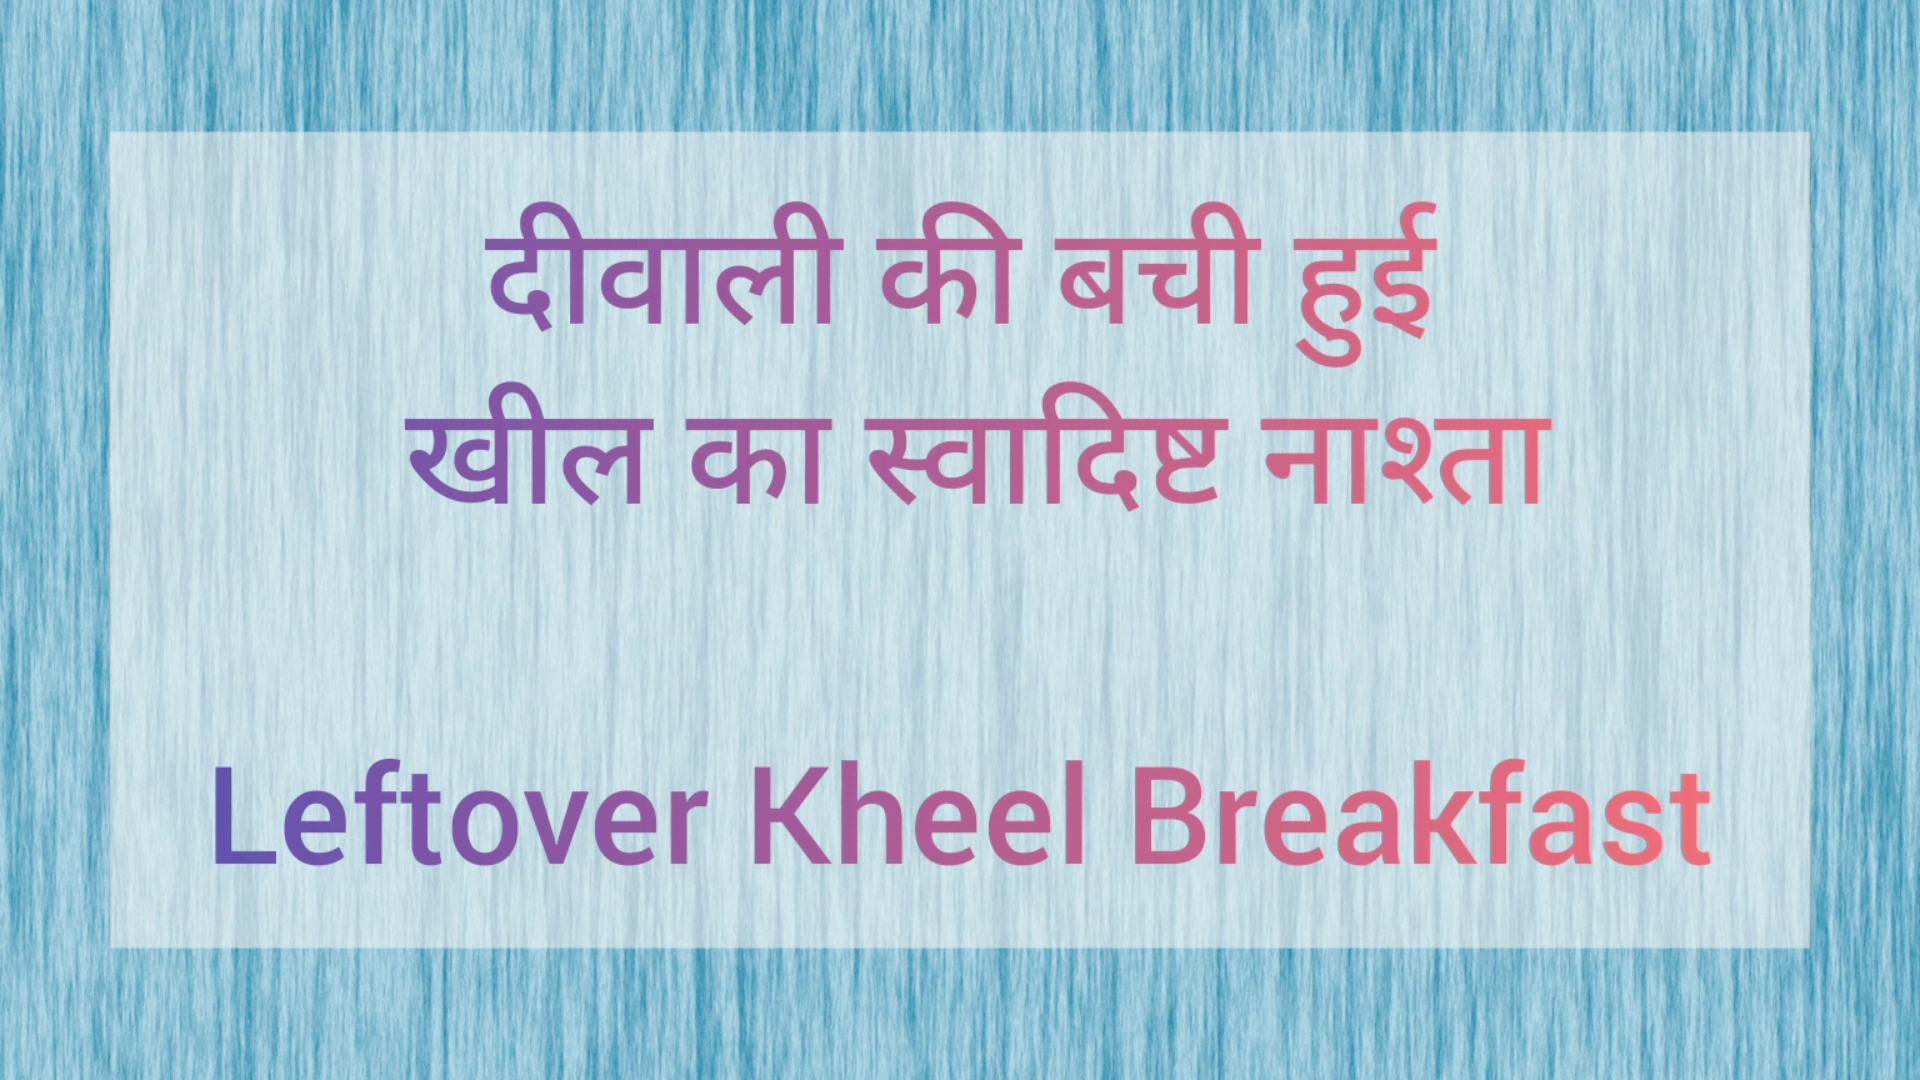 दीवाली की बची हुई
खील का स्वादिष्ट नाश्ता
Leftover Kheel Breakfast